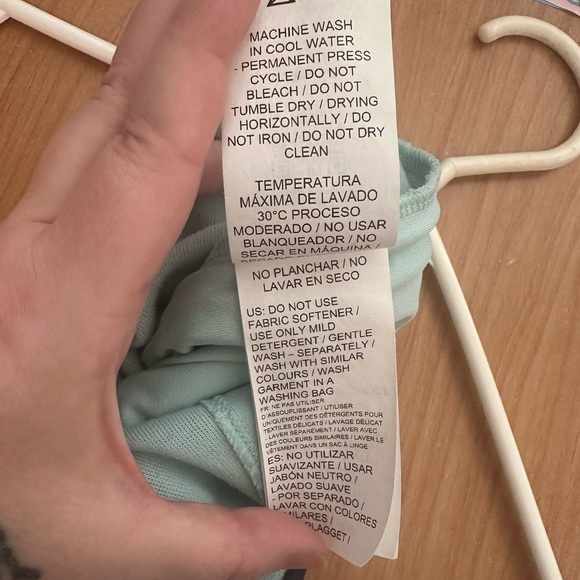 MACHINE WASH
IN COOL WATER
- PERMANENT PRESS
CYCLE / DO NOT
BLEACH / DO NOT
TUMBLE DRY / DRYING
HORIZONTALLY / DO
NOT IRON / DO NOT DRY
CLEAN
TEMPERATURA
MÁXIMA DE LAVADO
30°C PROCESO
MODERADO / NO USAR
BLANQUEADOR / NO
SECAR EN MÁQUINA /
NO PLANCHAR / NO
LAVAR EN SECO
US: DO NOT USE
FABRIC SOFTENER /
USE ONLY MILD
DETERGENT / GENTLE
WASH – SEPARATELY /
WASH WITH SIMILAR
COLOURS / WASH
GARMENT IN A
WASHING BAG
FR: NE PAS UTILISER
D'ASSOUPLISSANT / UTILISER
UNIQUEMENT DES DÉTERGENTS POUR
TEXTILES DÉLICATS / LAVAGE DÉLICAT
- LAVER SÉPARÉMENT / LAVER AVEC
DES COULEURS SIMILAIRES / LAVER LE
VÊTEMENT DANS UN SAC À LINGE
ES: NO UTILIZAR
SUAVIZANTE / USAR
JABÓN NEUTRO /
LAVADO SUAVE
- POR SEPARADO /
LAVAR CON COLORES